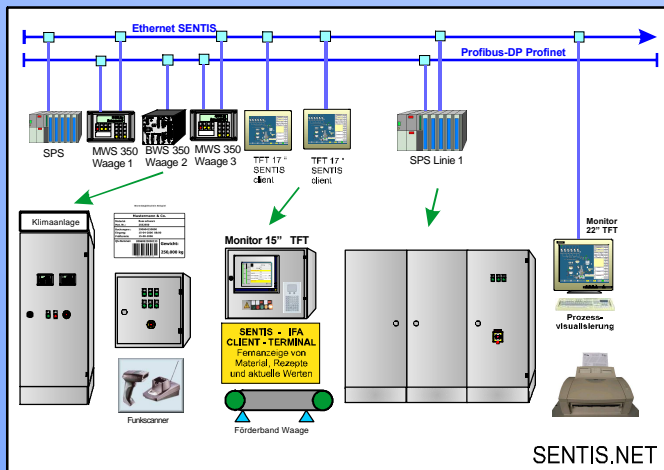 Ethernet SENTIS
Profibus-DP Profinet
SPS
MWS 350
Waage 1
BWS 350
Waage 2
MWS 350
Waage 3
TFT 17 "
SENTIS
client
TFT 17 "
SENTIS
client
SPS Linie 1
Klimaanlage
Mustermann & Co.
Gewicht:
250,000 kg
Monitor 15" TFT
Monitor
22" TFT
SENTIS - IFA
CLIENT - TERMINAL
Fernanzeige von
Material, Rezepte
und aktuelle Werten
Prozess-
visualisierung
Funkscanner
Förderband Waage
SENTIS.NET